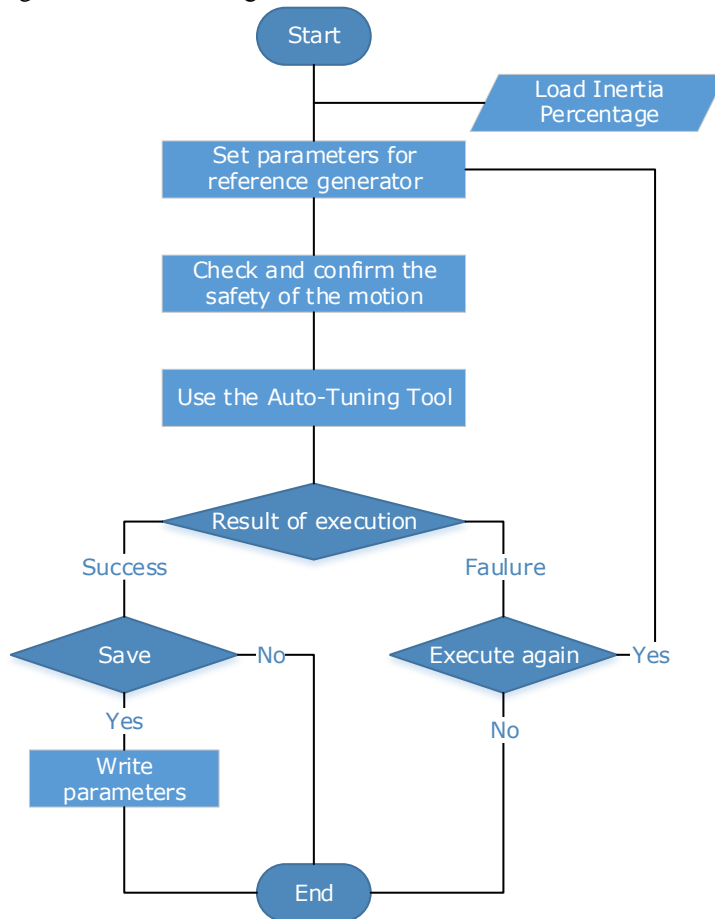 Start
Load Inertia
Percentage
Set parameters for
reference generator
Check and confirm the
safety of the motion
Use the Auto-Tuning Tool
Result of execution
Success
Faulure
Save
No
Execute again
Yes
Yes
No
Write
parameters
End